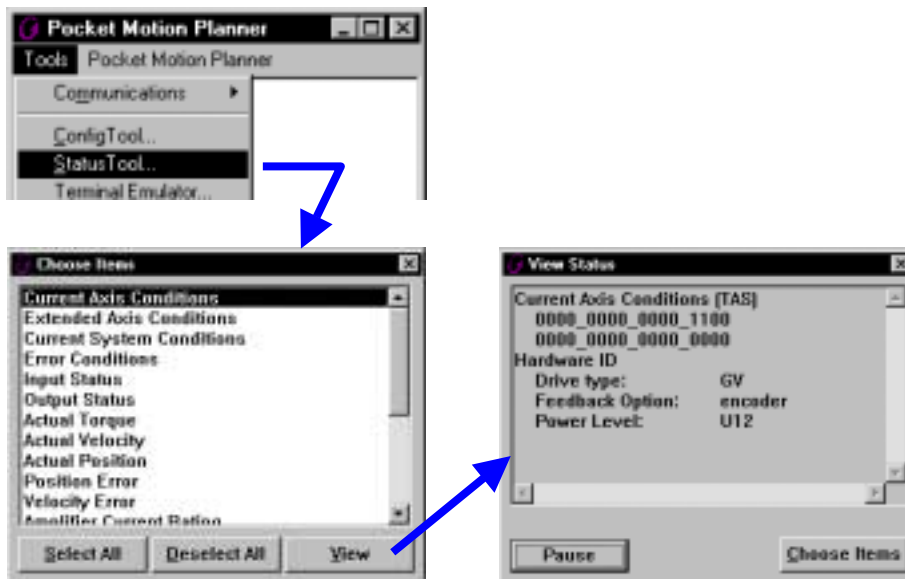 Pocket Motion Planner
Tools Pocket Motion Planner
Communications
ConfigTool...
StatusTool...
Terminal Emulator...
Choose Items
Current Axis Conditions
Extended Axis Conditions
Current System Conditions
Error Conditions
Input Status
Output Status
Actual Torque
Actual Velocity
Actual Position
Position Error
Velocity Error
Amplifier Current Rating
Select All Deselect All View
View Status
Current Axis Conditions (TAS)
0000_0000_0000_1100
0000_0000_0000_0000
Hardware ID
Drive type: GV
Feedback Option: encoder
Power Level: U12
Pause Choose Items